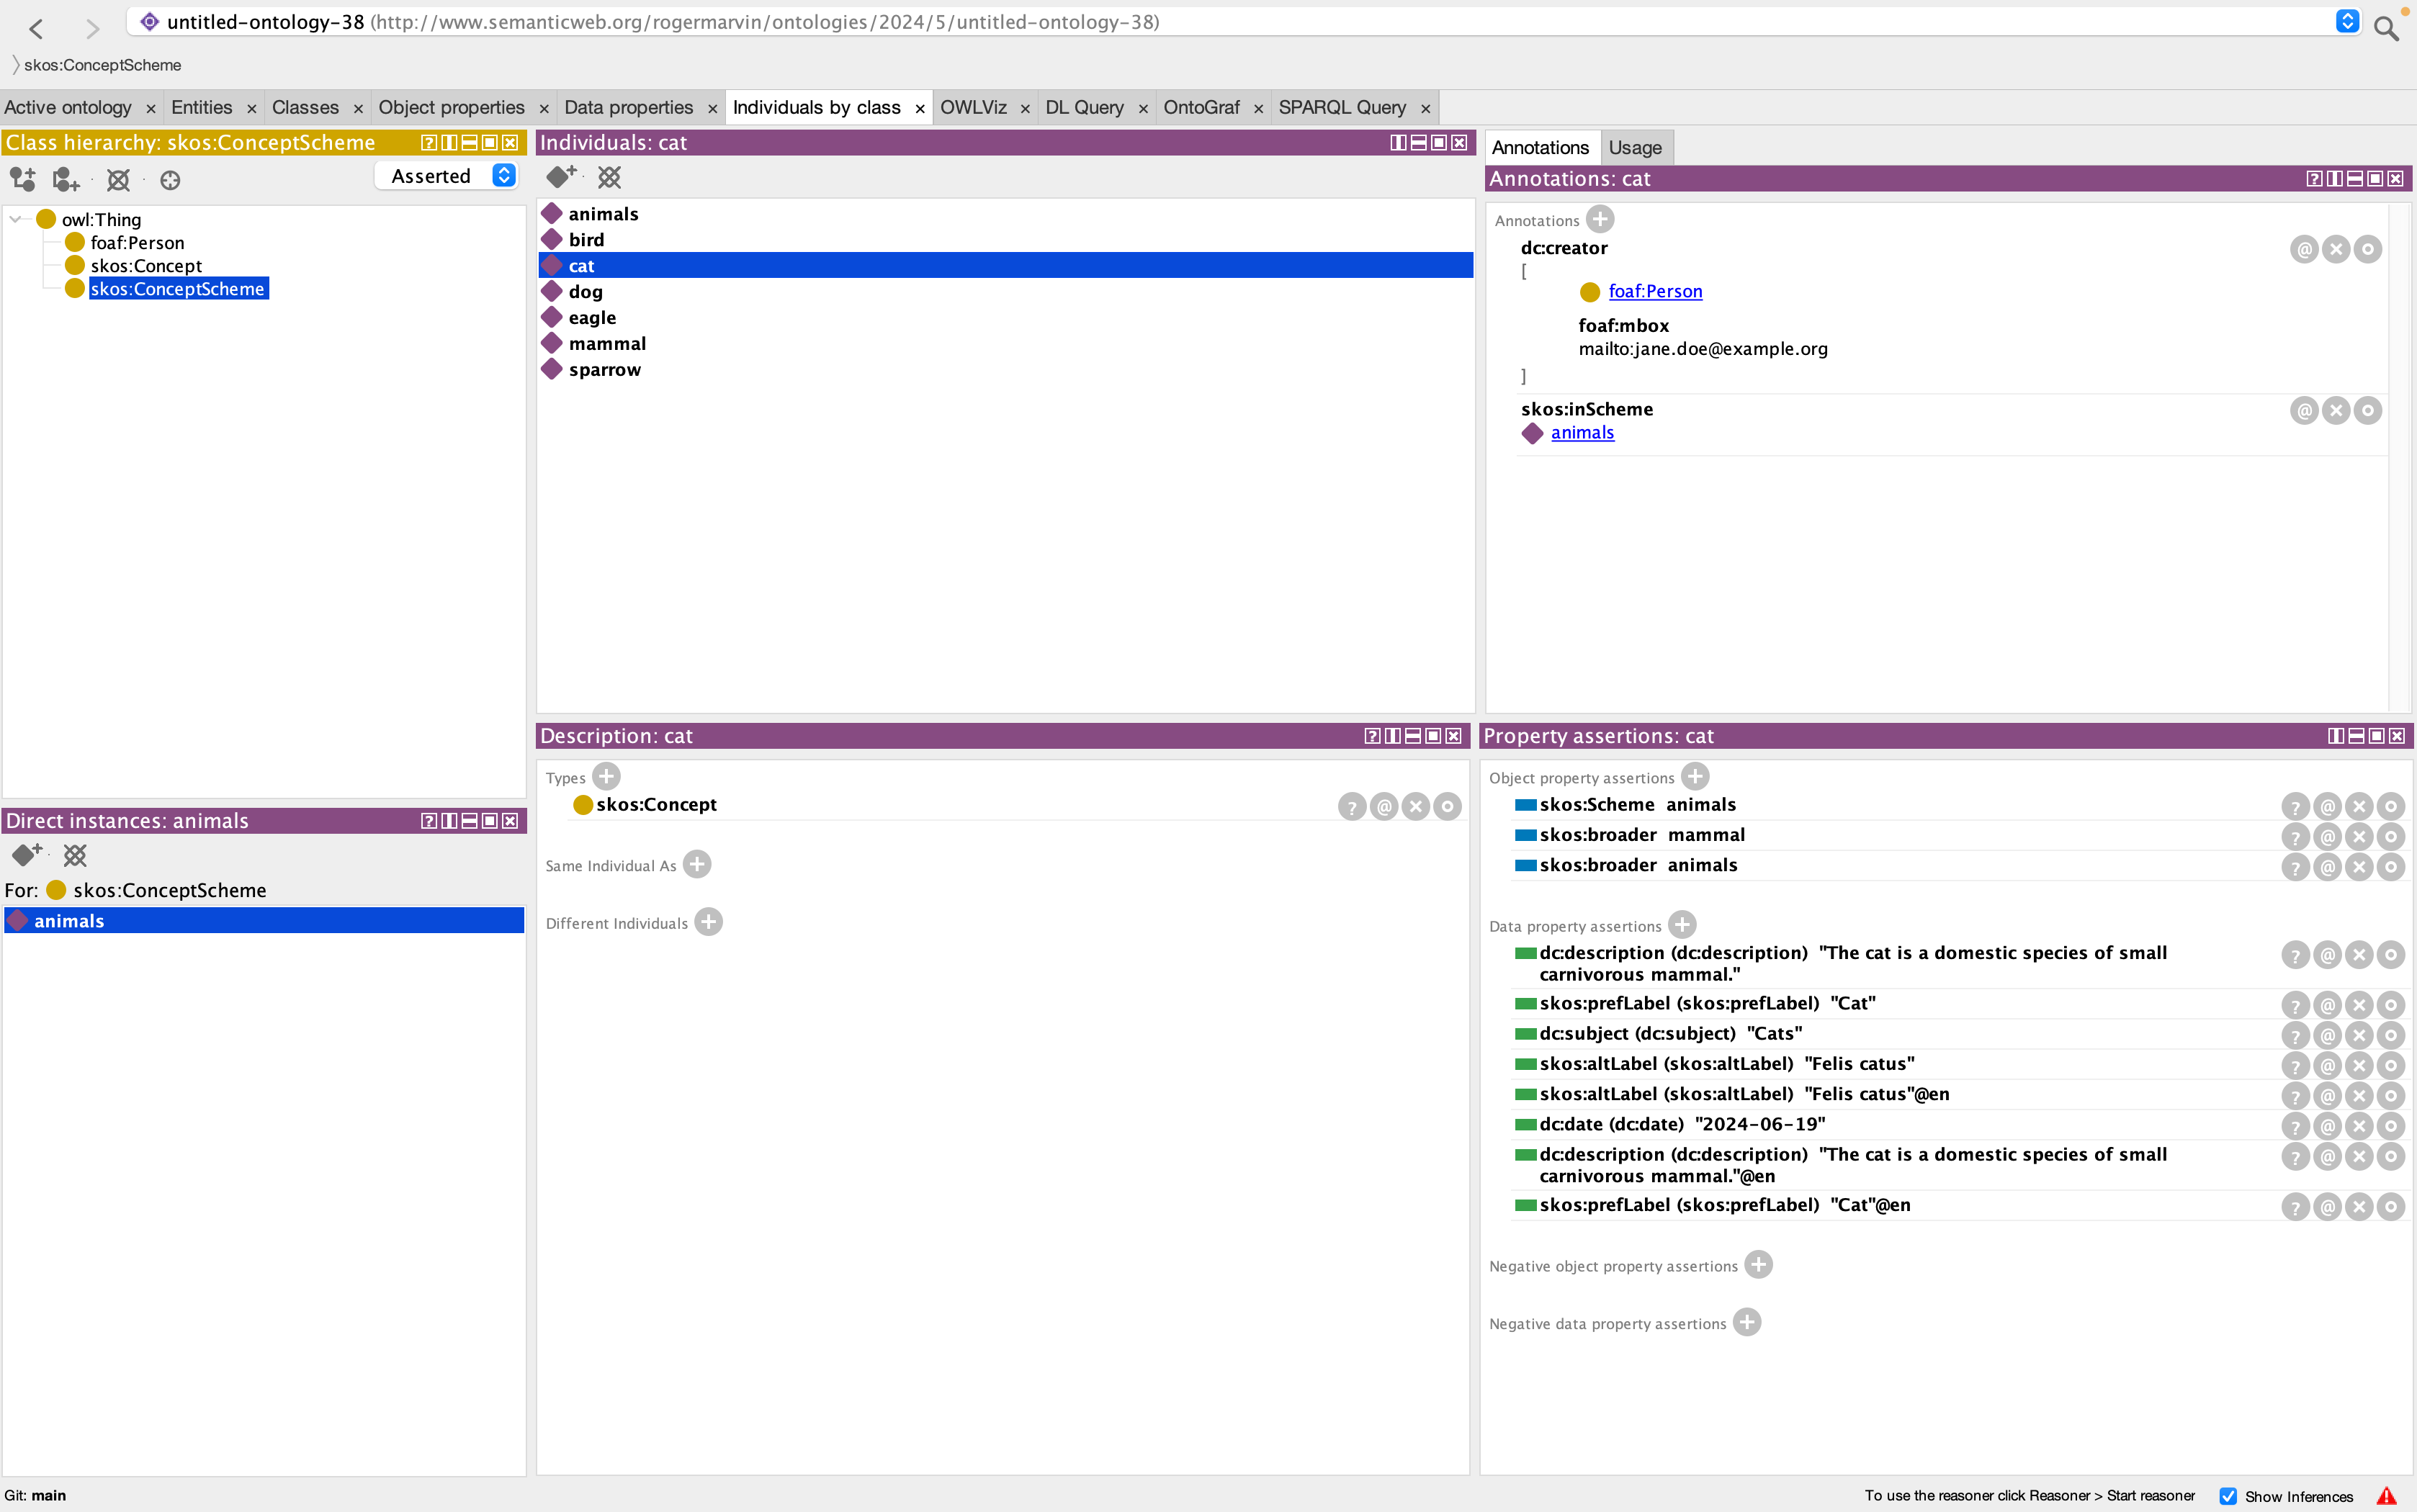 untitled-ontology-38 (http://www.semanticweb.org/rogermarvin/ontologies/2024/5/untitled-ontology-38)
skos:ConceptScheme
Active ontology × Entities × Classes × Object properties × Data properties × Individuals by class × OWLViz × DL Query × OntoGraf × SPARQL Query ×
Class hierarchy: skos:ConceptScheme
Asserted
owl:Thing
foaf:Person
skos:Concept
skos:ConceptScheme
Direct instances: animals
For: skos:ConceptScheme
animals
Individuals: cat
animals
bird
cat
dog
eagle
mammal
sparrow
Annotations Usage
Annotations: cat
Annotations
dc:creator
[
foaf:Person
foaf:mbox
mailto:jane.doe@example.org
]
skos:inScheme
animals
Description: cat
Types
skos:Concept
Same Individual As
Different Individuals
Property assertions: cat
Object property assertions
skos:Scheme animals
skos:broader mammal
skos:broader animals
Data property assertions
dc:description (dc:description) "The cat is a domestic species of small
carnivorous mammal."
skos:prefLabel (skos:prefLabel) "Cat"
dc:subject (dc:subject) "Cats"
skos:altLabel (skos:altLabel) "Felis catus"
skos:altLabel (skos:altLabel) "Felis catus"@en
dc:date (dc:date) "2024-06-19"
dc:description (dc:description) "The cat is a domestic species of small
carnivorous mammal."@en
skos:prefLabel (skos:prefLabel) "Cat"@en
Negative object property assertions
Negative data property assertions
Git: main
To use the reasoner click Reasoner > Start reasoner Show Inferences